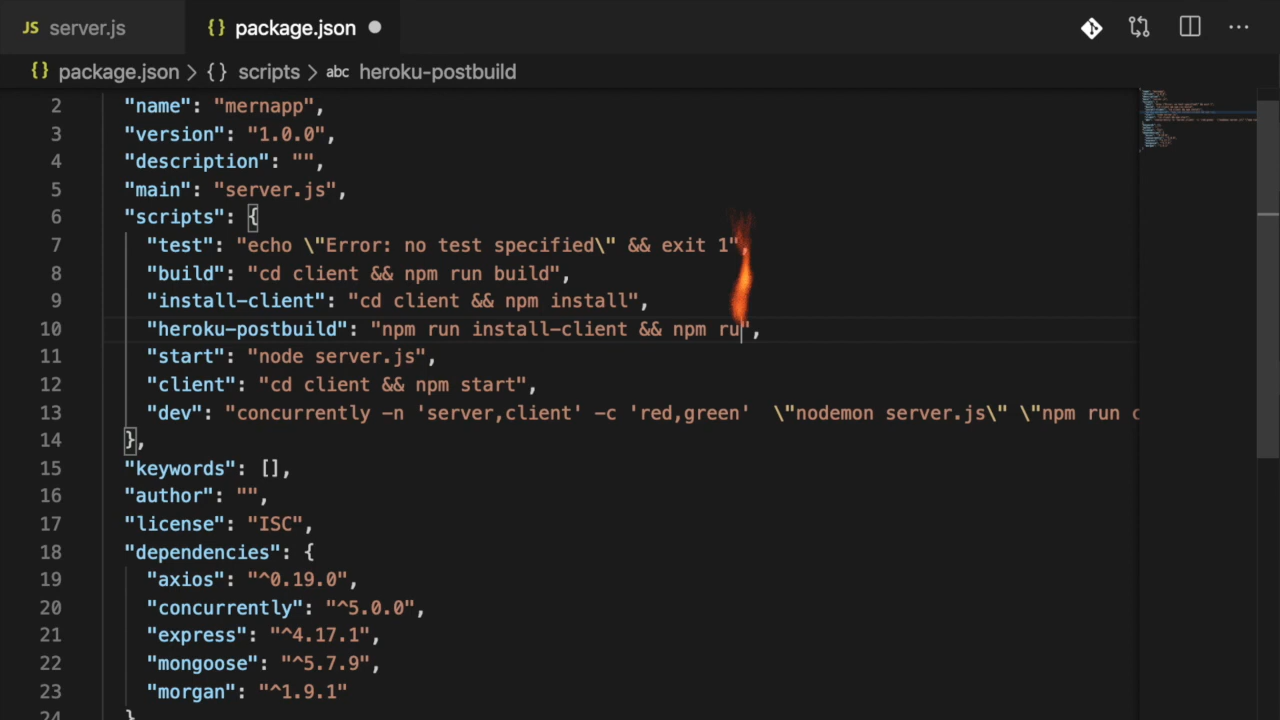 JS server.js
{} package.json
{} package.json > {} scripts > abc heroku-postbuild
2 "name": "mernapp",
3 "version": "1.0.0",
4 "description": "",
5 "main": "server.js",
6 "scripts": {
7 "test": "echo \"Error: no test specified\" && exit 1",
8 "build": "cd client && npm run build",
9 "install-client": "cd client && npm install",
10 "heroku-postbuild": "npm run install-client && npm ru",
11 "start": "node server.js",
12 "client": "cd client && npm start",
13 "dev": "concurrently -n 'server,client' -c 'red,green'  \"nodemon server.js\" \"npm run c
14 },
15 "keywords": [],
16 "author": "",
17 "license": "ISC",
18 "dependencies": {
19 "axios": "^0.19.0",
20 "concurrently": "^5.0.0",
21 "express": "^4.17.1",
22 "mongoose": "^5.7.9",
23 "morgan": "^1.9.1"
24 }